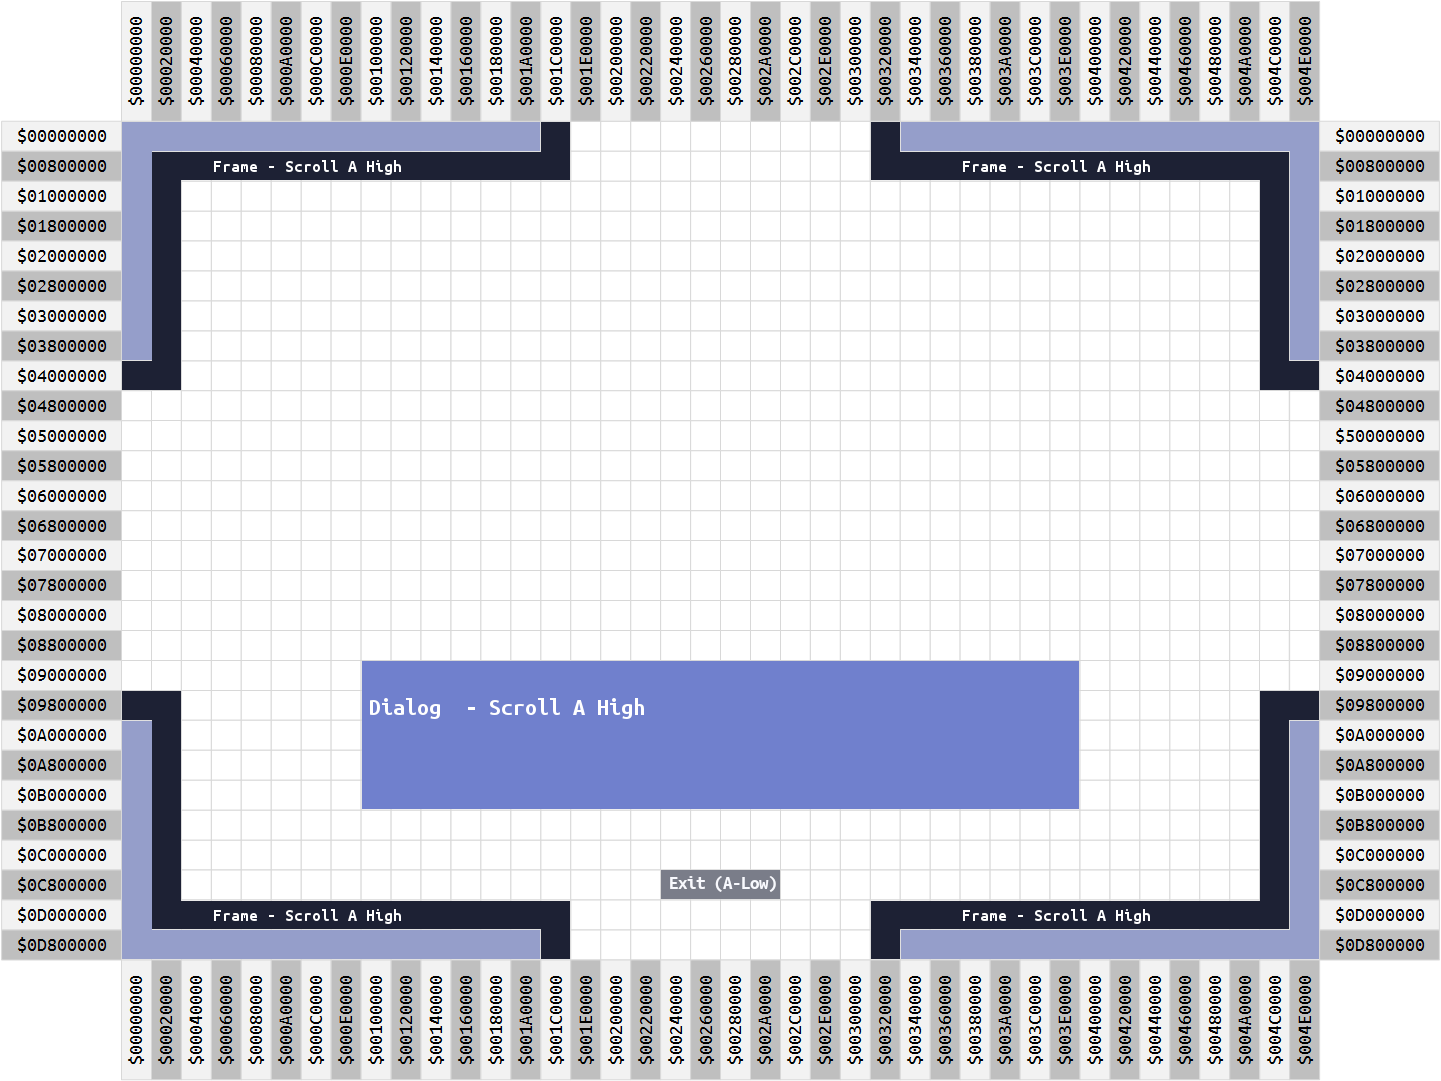 $00000000 $00020000 $00040000 $00060000 $00080000 $000A0000 $000C0000 $000E0000 $00100000 $00120000 $00140000 $00160000 $00180000 $001A0000 $001C0000 $001E0000 $00200000 $00220000 $00240000 $00260000 $00280000 $002A0000 $002C0000 $002E0000 $00300000 $00320000 $00340000 $00360000 $00380000 $003A0000 $003C0000 $003E0000 $00400000 $00420000 $00440000 $00460000 $00480000 $004A0000 $004C0000 $004E0000
$00000000 $00000000
$00800000 Frame - Scroll A High Frame - Scroll A High $00800000
$01000000 $01000000
$01800000 $01800000
$02000000 $02000000
$02800000 $02800000
$03000000 $03000000
$03800000 $03800000
$04000000 $04000000
$04800000 $04800000
$05000000 $50000000
$05800000 $05800000
$06000000 $06000000
$06800000 $06800000
$07000000 $07000000
$07800000 $07800000
$08000000 $08000000
$08800000 $08800000
$09000000 $09000000
$09800000 Dialog  - Scroll A High $09800000
$0A000000 $0A000000
$0A800000 $0A800000
$0B000000 $0B000000
$0B800000 $0B800000
$0C000000 $0C000000
$0C800000 Exit (A-Low) $0C800000
$0D000000 Frame - Scroll A High Frame - Scroll A High $0D000000
$0D800000 $0D800000
$00000000 $00020000 $00040000 $00060000 $00080000 $000A0000 $000C0000 $000E0000 $00100000 $00120000 $00140000 $00160000 $00180000 $001A0000 $001C0000 $001E0000 $00200000 $00220000 $00240000 $00260000 $00280000 $002A0000 $002C0000 $002E0000 $00300000 $00320000 $00340000 $00360000 $00380000 $003A0000 $003C0000 $003E0000 $00400000 $00420000 $00440000 $00460000 $00480000 $004A0000 $004C0000 $004E0000